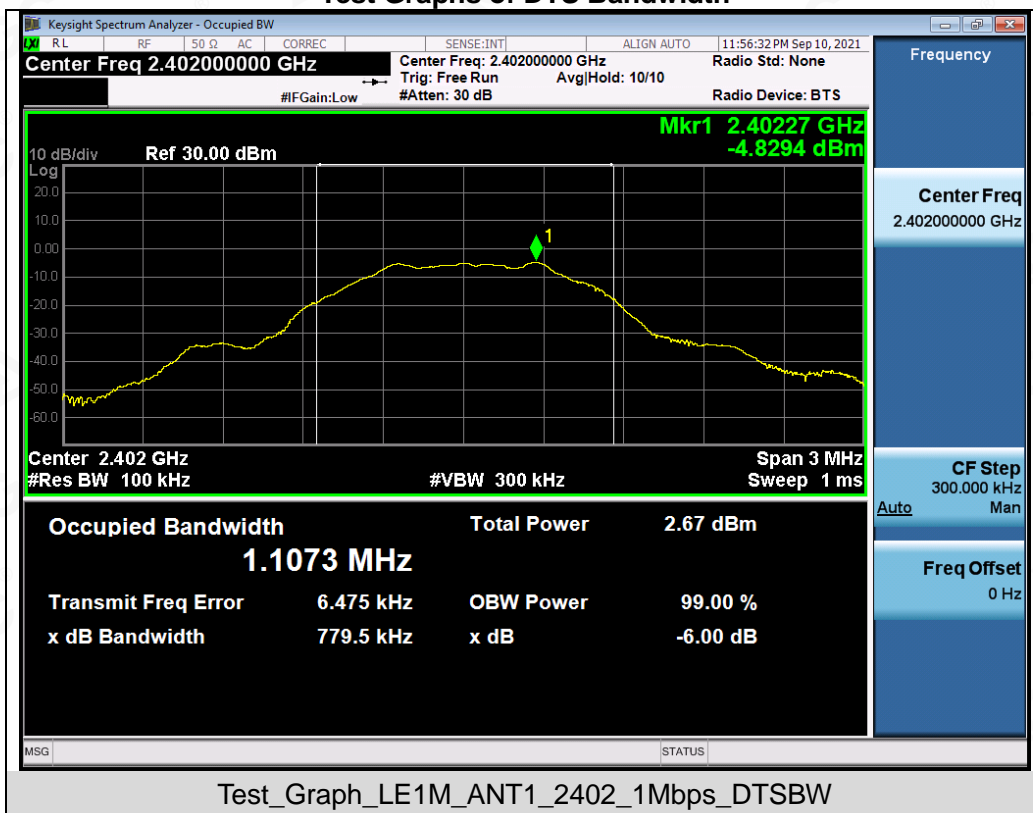 Test Graphs of DTS Bandwidth
Keysight Spectrum Analyzer - Occupied BW
LXI RL RF 50 Ω AC CORREC SENSE:INT ALIGN AUTO 11:56:32 PM Sep 10, 2021
Center Freq 2.402000000 GHz
Center Freq: 2.402000000 GHz Radio Std: None
Trig: Free Run Avg|Hold: 10/10
#IFGain:Low #Atten: 30 dB Radio Device: BTS
Frequency
Mkr1 2.40227 GHz
-4.8294 dBm
10 dB/div Ref 30.00 dBm
Log
20.0
10.0
0.00
-10.0
-20.0
-30.0
-40.0
-50.0
-60.0
1
Center 2.402 GHz Span 3 MHz
#Res BW 100 kHz #VBW 300 kHz Sweep 1 ms
Center Freq
2.402000000 GHz
CF Step
300.000 kHz
Auto Man
Freq Offset
0 Hz
Occupied Bandwidth Total Power 2.67 dBm
1.1073 MHz
Transmit Freq Error 6.475 kHz OBW Power 99.00 %
x dB Bandwidth 779.5 kHz x dB -6.00 dB
MSG STATUS
Test_Graph_LE1M_ANT1_2402_1Mbps_DTSBW